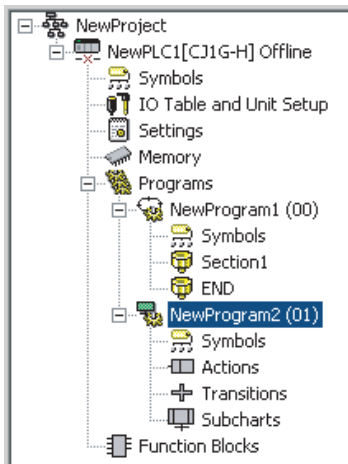 NewProject
NewPLC1[CJ1G-H] Offline
Symbols
IO Table and Unit Setup
Settings
Memory
Programs
NewProgram1 (00)
Symbols
Section1
END
NewProgram2 (01)
Symbols
Actions
Transitions
Subcharts
Function Blocks